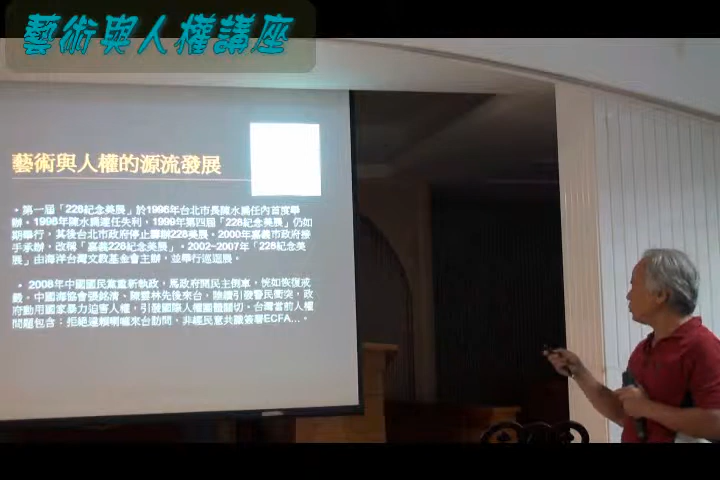 藝術與人權講座
藝術與人權的源流發展
・第一屆「228紀念美展」於1996年台北市長陳水扁任內首度舉
辦。1998年陳水扁連任失利，1999年第四屆「228紀念美展」仍如
期舉行，其後台北市政府停止籌辦228美展。2000年嘉義市政府接
手承辦，改稱「嘉義228紀念美展」。2002~2007年「228紀念美
展」由海洋台灣文教基金會主辦，並舉行巡迴展。
・ 2008年中國國民黨重新執政，馬政府開民主倒車，恍如恢復戒
嚴。中國海協會張銘清、陳雲林先後來台，陸續引發警民衝突，政
府動用國家暴力迫害人權，引發國際人權團體關切。台灣當前人權
問題包含：拒絕達賴喇嘛來台訪問、非經民意共識簽署ECFA…。